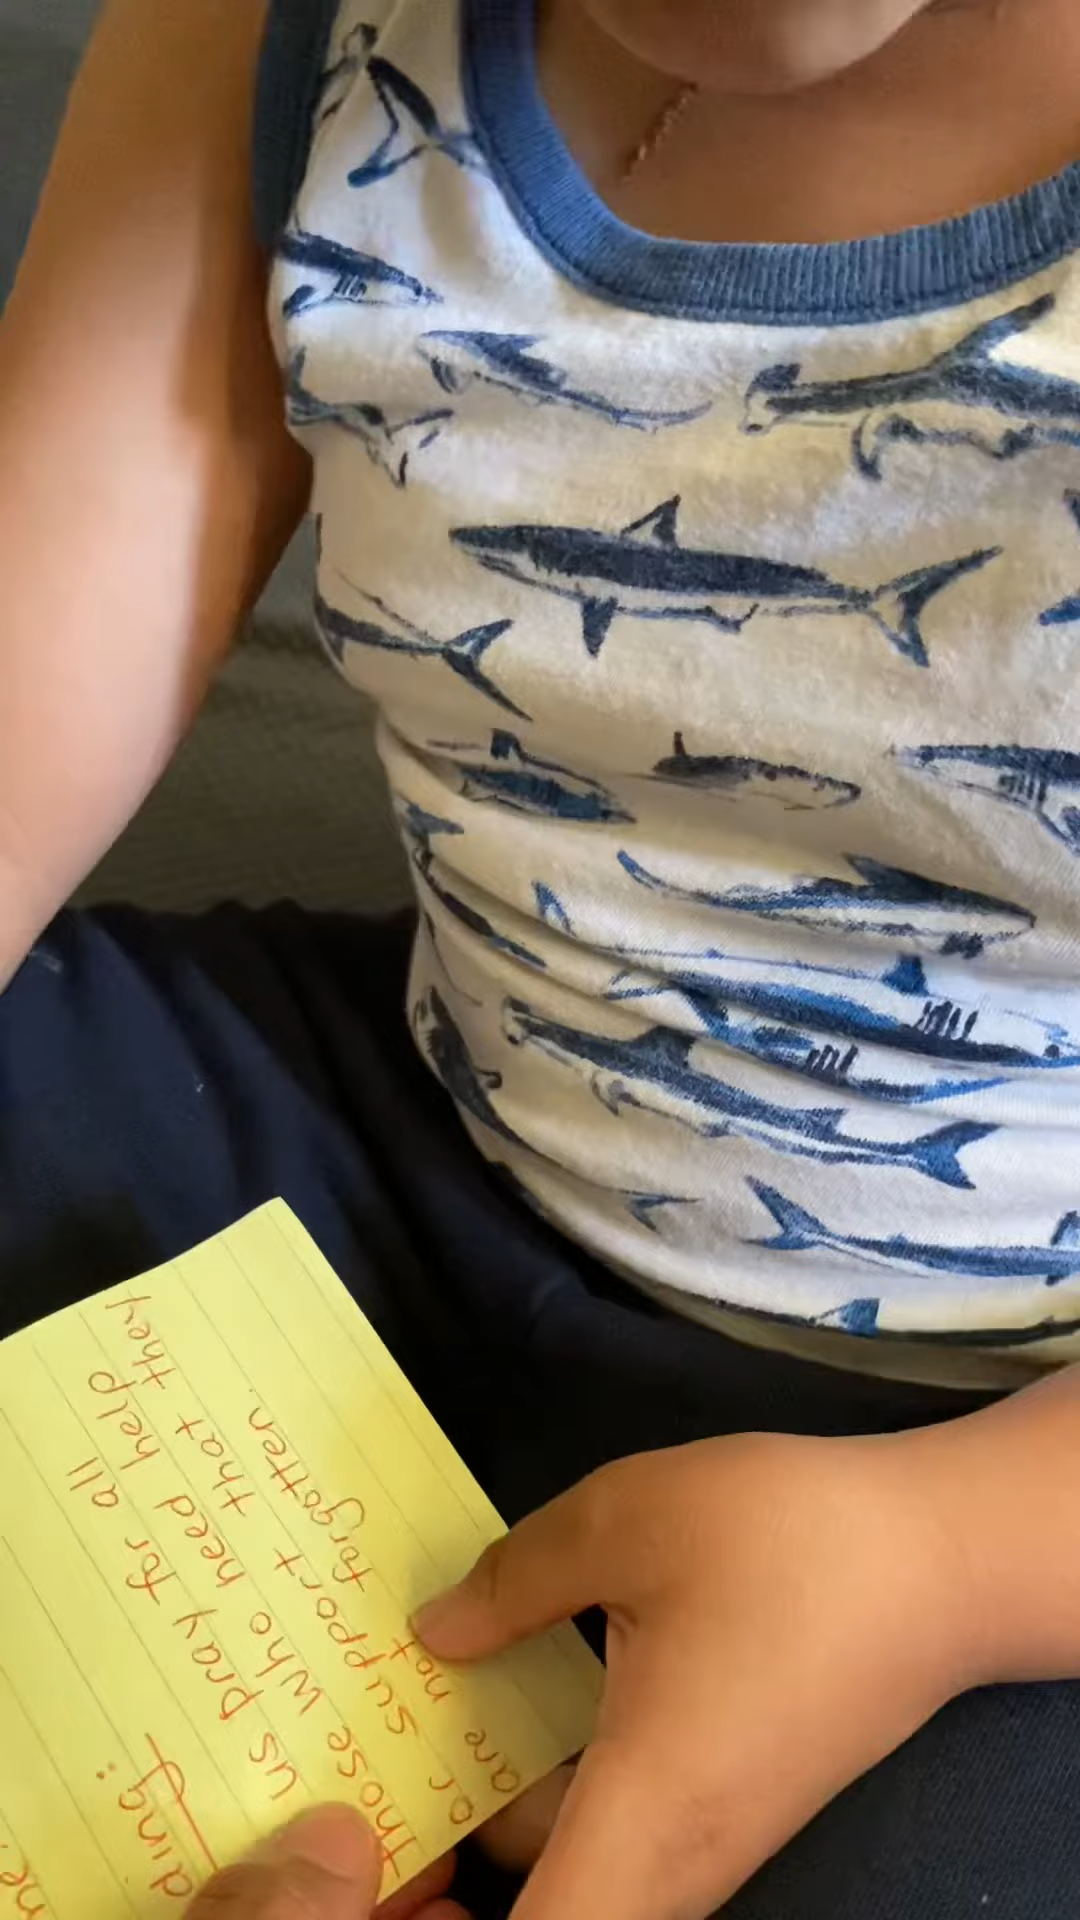 ding:
us pray for all
those who need help
or support that they
are not forgotten.